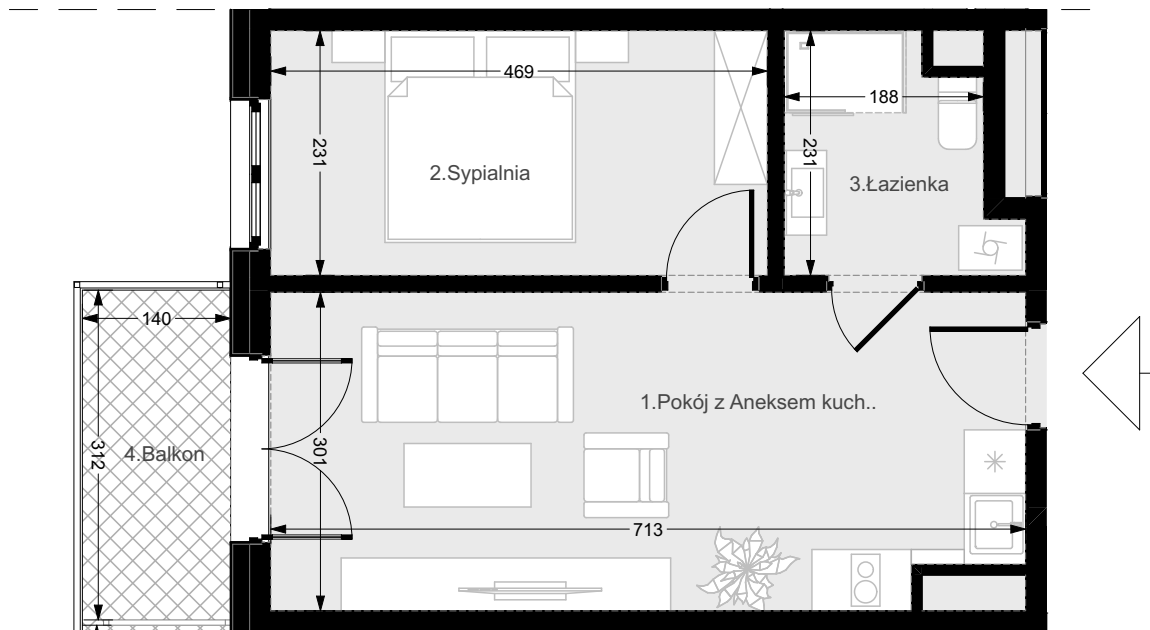 469
188
231
231
2.Sypialnia
3.Łazienka
140
1.Pokój z Aneksem kuch..
312
4.Balkon
301
713